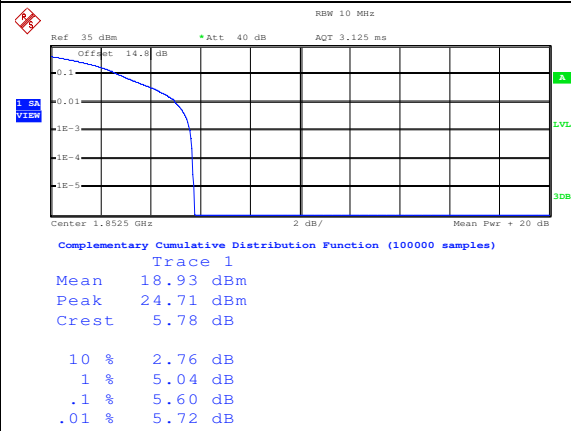 R S
RBW 10 MHz
Ref 35 dBm *Att 40 dB AQT 3.125 ms
Offset 14.8 dB
0.1
A
0.01
1 SA
VIEW
1E-3
LVL
1E-4
1E-5
3DB
Center 1.8525 GHz 2 dB/ Mean Pwr + 20 dB
Complementary Cumulative Distribution Function (100000 samples)
Trace 1
Mean 18.93 dBm
Peak 24.71 dBm
Crest 5.78 dB
10 % 2.76 dB
1 % 5.04 dB
.1 % 5.60 dB
.01 % 5.72 dB